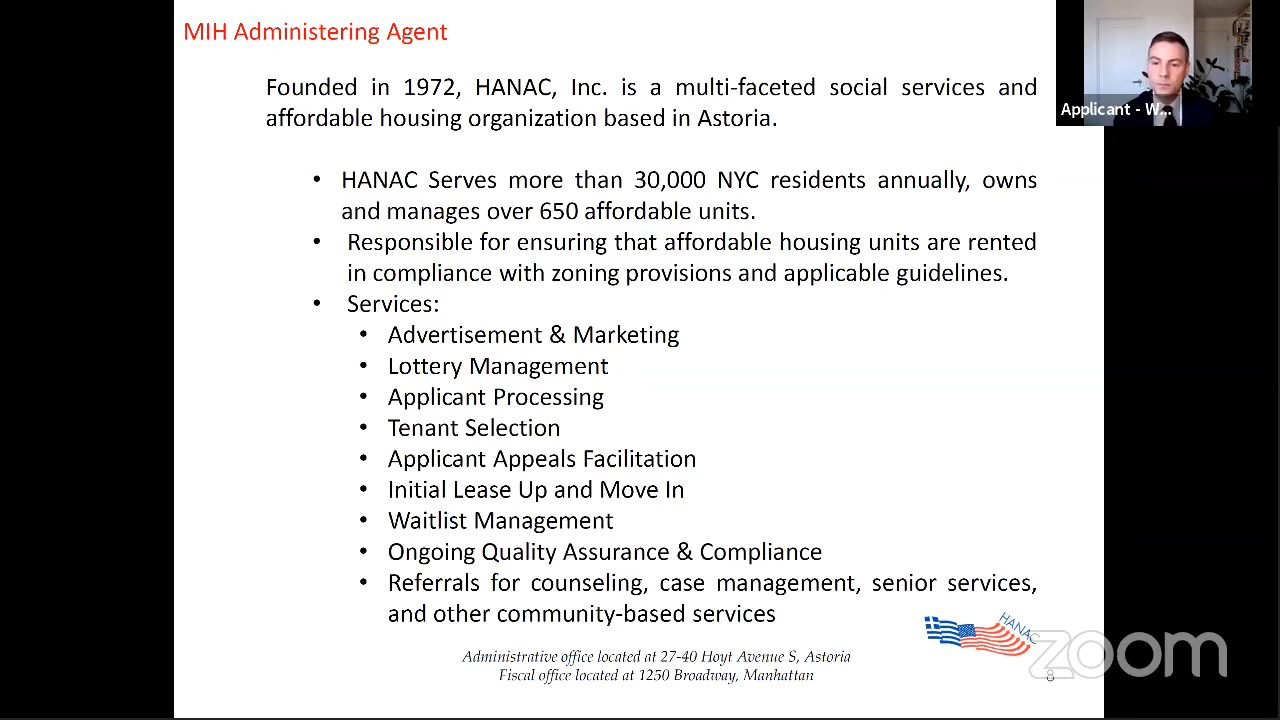 MIH Administering Agent
Founded in 1972, HANAC, Inc. is a multi-faceted social services and
affordable housing organization based in Astoria.
• HANAC Serves more than 30,000 NYC residents annually, owns
and manages over 650 affordable units.
• Responsible for ensuring that affordable housing units are rented
in compliance with zoning provisions and applicable guidelines.
• Services:
• Advertisement & Marketing
• Lottery Management
• Applicant Processing
• Tenant Selection
• Applicant Appeals Facilitation
• Initial Lease Up and Move In
• Waitlist Management
• Ongoing Quality Assurance & Compliance
• Referrals for counseling, case management, senior services,
and other community-based services
HANAC
Administrative office located at 27-40 Hoyt Avenue S, Astoria
Fiscal office located at 1250 Broadway, Manhattan
8
zoom
Applicant - W...